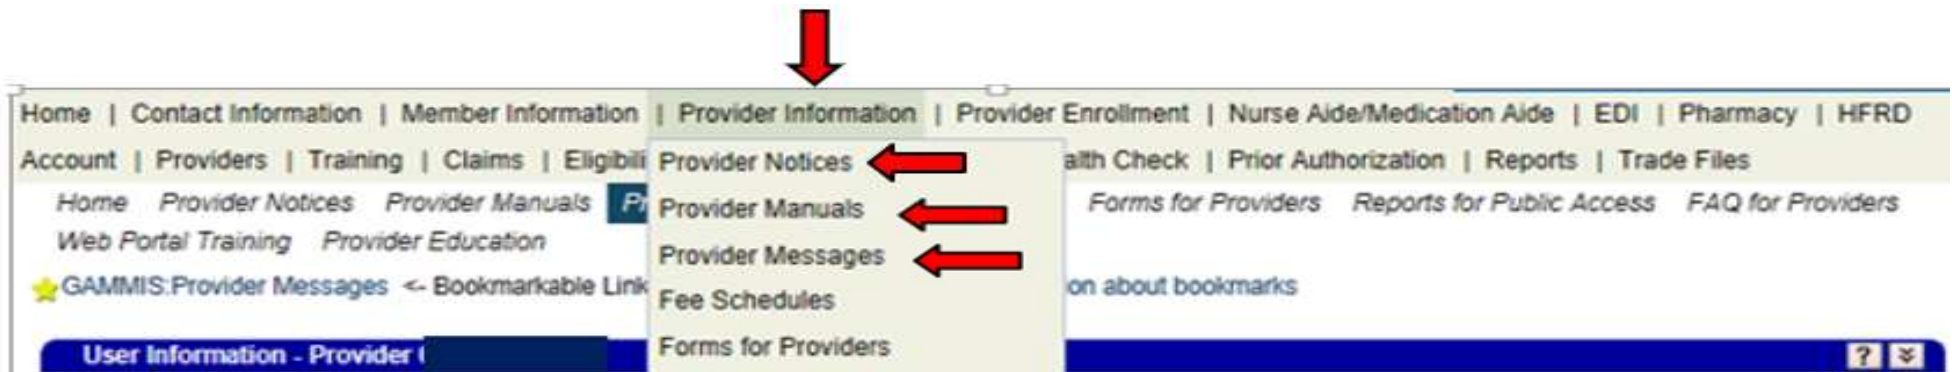 Home | Contact Information | Member Information | Provider Information | Provider Enrollment | Nurse Aide/Medication Aide | EDI | Pharmacy | HFRD
Account | Providers | Training | Claims | Prior Authorization | Reports | Trade Files
Home Provider Notices Provider Manuals Forms for Providers Reports for Public Access FAQ for Providers
Web Portal Training Provider Education
GAMMIS:Provider Messages <- Bookmarkable Link about bookmarks
User Information - Provider
Provider Notices
Provider Manuals
Provider Messages
Fee Schedules
Forms for Providers
?